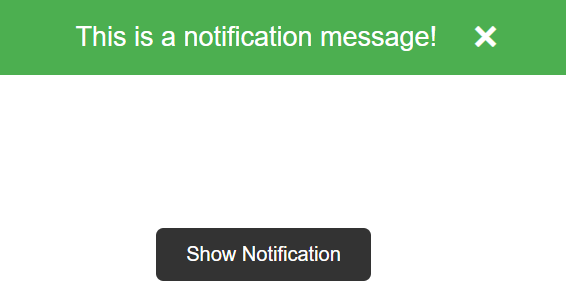 This is a notification message! ×
Show Notification